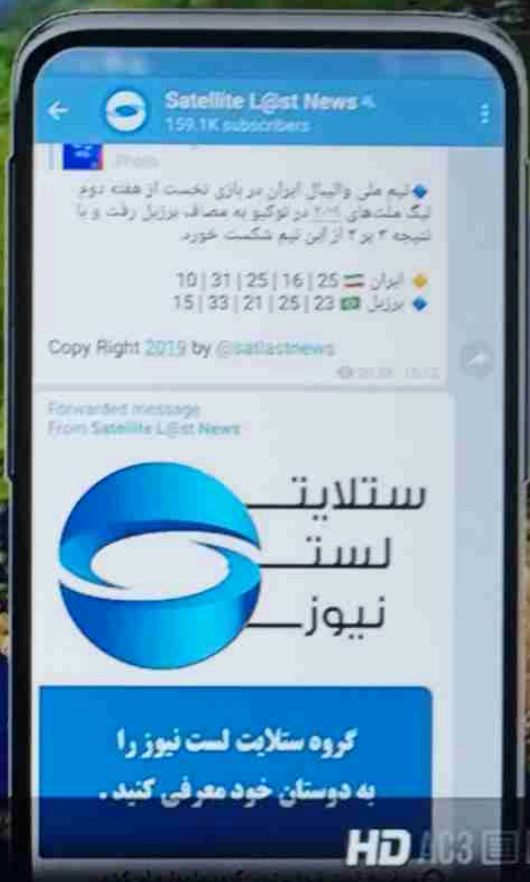 Satellite L@st News
159.1K subscribers
Photo
تیم ملی والیبال ایران در بازی نخست از هفته دوم
لیگ ملت‌های ۲۰۱۹ در توکیو به مصاف برزیل رفت و با
نتیجه ۳ بر ۲ از این تیم شکست خورد.
ایران 25 | 16 | 25 | 31 | 10
برزیل 23 | 25 | 21 | 33 | 15
Copy Right 2019 by @satlastnews
Forwarded message
From Satellite L@st News
ستلایت
لست
نیوز
گروه ستلایت لست نیوز را
به دوستان خود معرفی کنید .
HD AC3